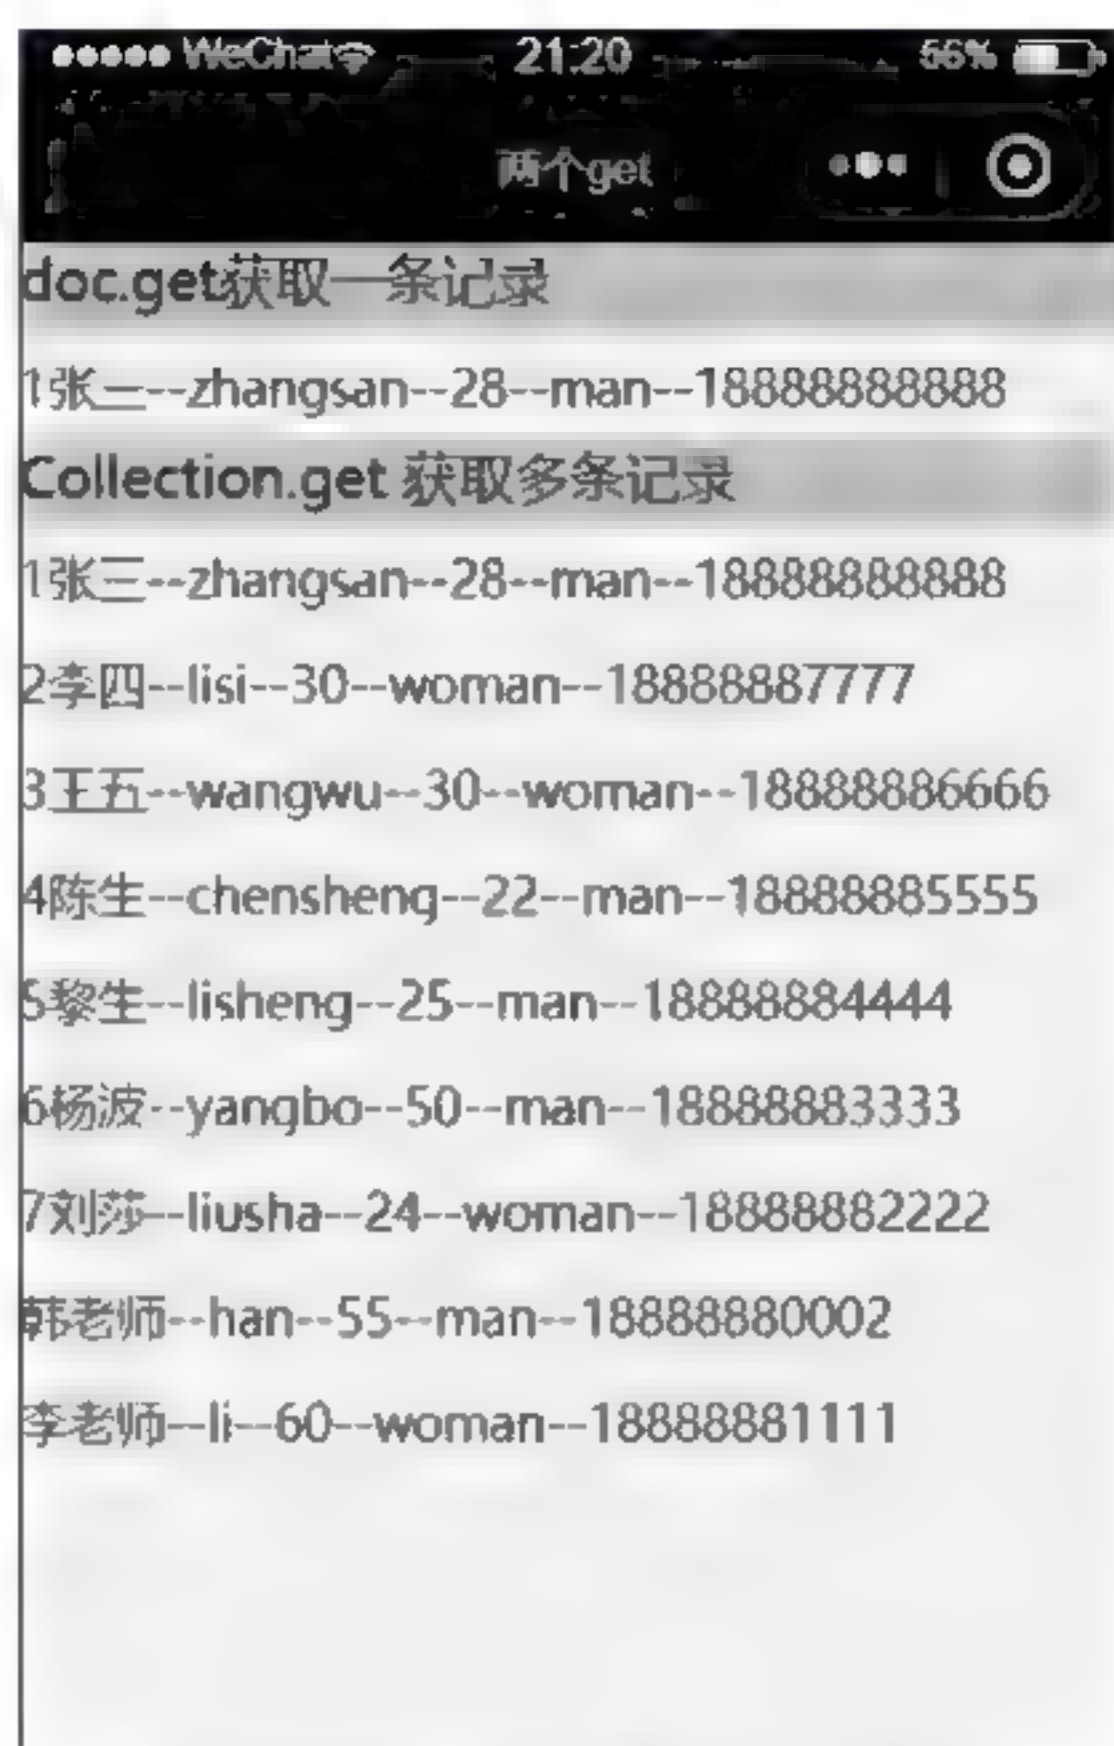 WeChat 21:20 56%
两个get
doc.get获取一条记录
1张三--zhangsan--28--man--18888888888
Collection.get 获取多条记录
1张三--zhangsan--28--man--18888888888
2李四--lisi--30--woman--18888887777
3王五--wangwu--30--woman--18888886666
4陈生--chensheng--22--man--18888885555
5黎生--lisheng--25--man--18888884444
6杨波--yangbo--50--man--18888883333
7刘莎--liusha--24--woman--18888882222
韩老师--han--55--man--18888880002
李老师--li--60--woman--18888881111